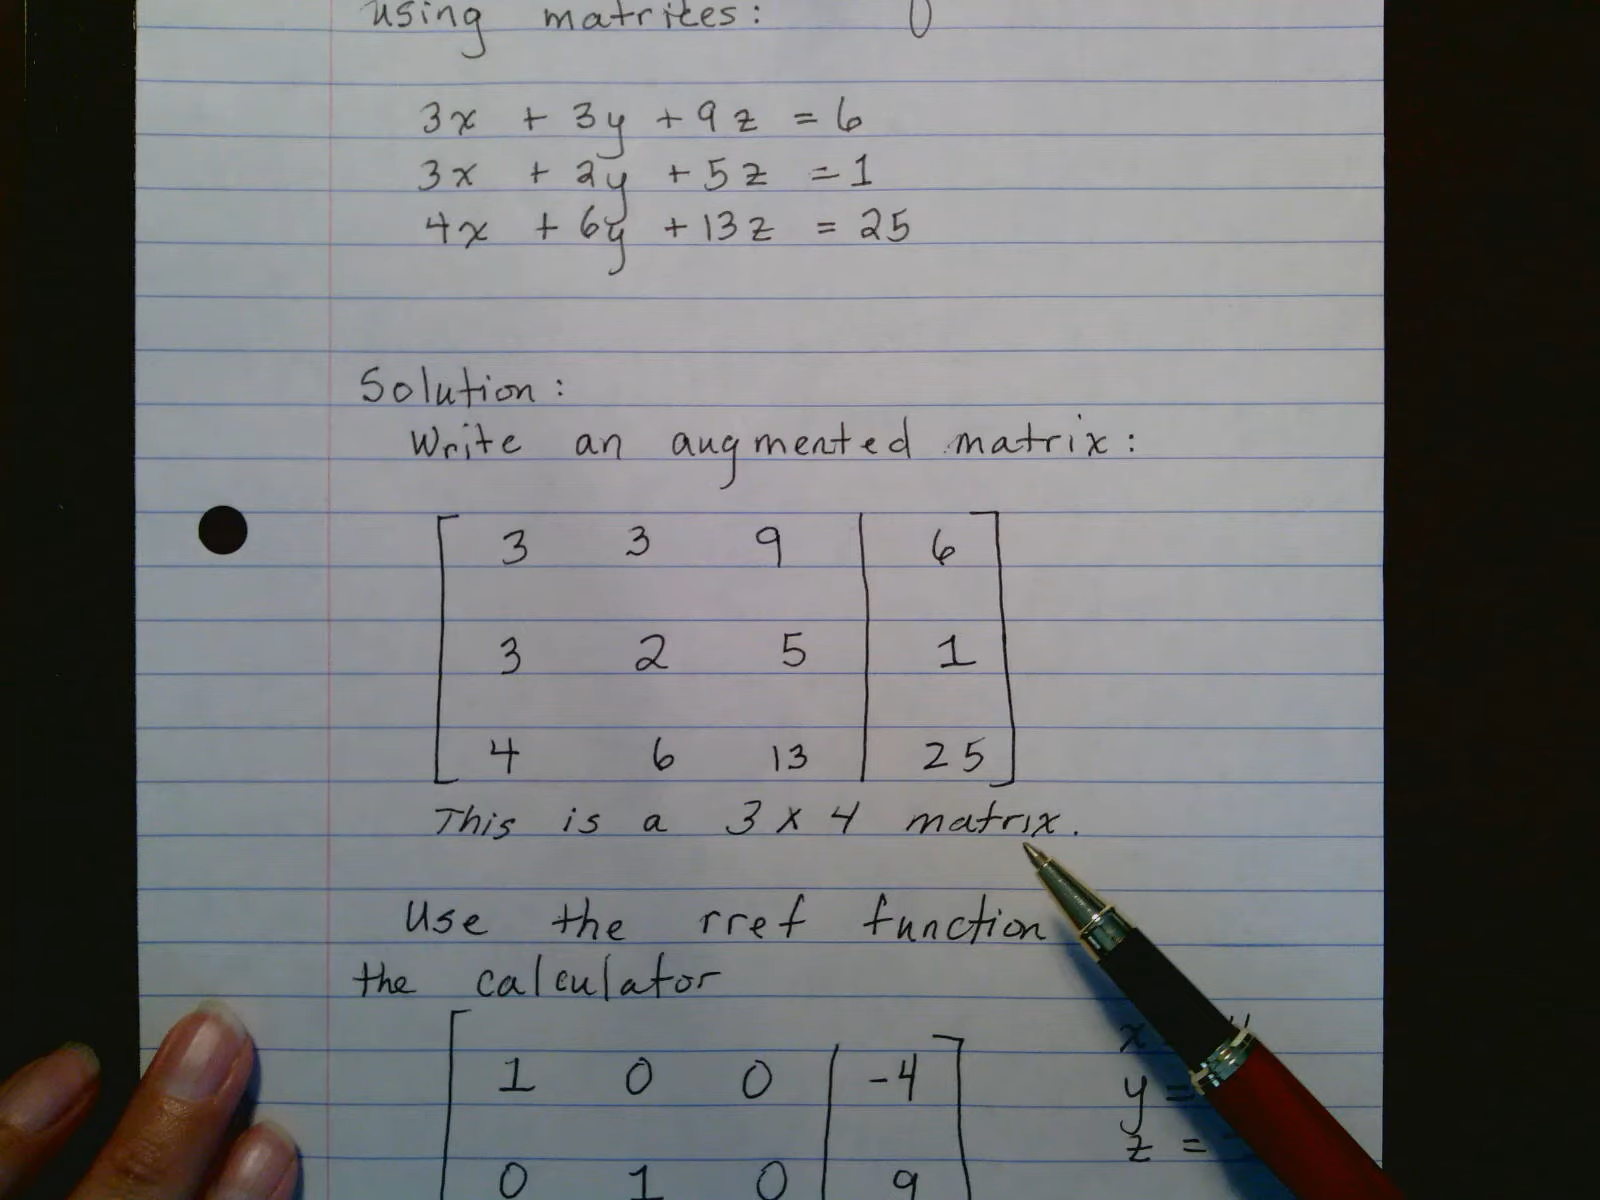 using matrices:
3x + 3y + 9z = 6
3x + 2y + 5z = 1
4x + 6y + 13z = 25
Solution:
Write an augmented matrix:
3 3 9 | 6
3 2 5 | 1
4 6 13 | 25
This is a 3 x 4 matrix.
Use the rref function
the calculator
1 0 0 | -4
0 1 0 | 9
x
y =
z =